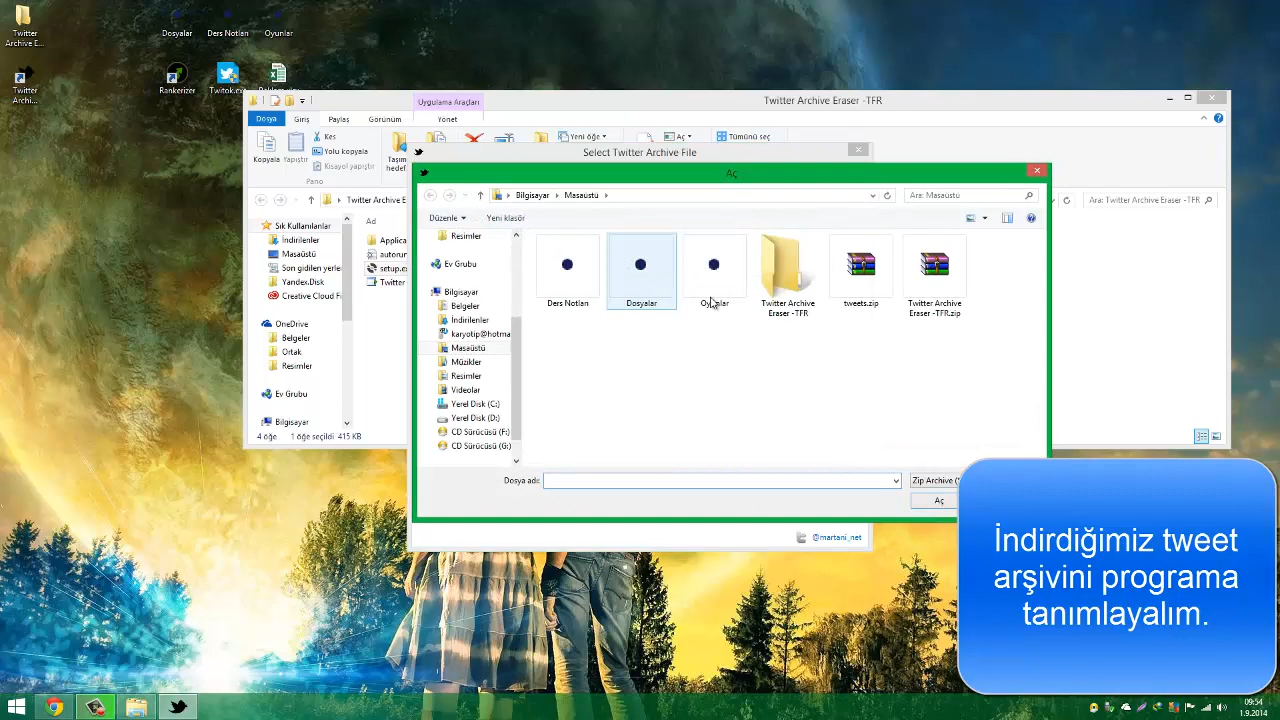 Twitter
Archive E...
Twitter
Archi...
Dosyalar
Ders Notları
Oyunlar
Rankerizer
Twitok.exe
Uygulama Araçları
Twitter Archive Eraser -TFR
Dosya
Giriş
Paylaş
Görünüm
Yönet
Kopyala
Yapıştır
Kes
Yolu kopyala
Kısayol yapıştır
Pano
Taşım
hedef
Yeni öğe
Aç
Tümünü seç
Twitter Archive E
Ara: Twitter Archive Eraser -TFR
Sık Kullanılanlar
İndirilenler
Masaüstü
Son gidilen yerle
Yandex.Disk
Creative Cloud F
OneDrive
Belgeler
Ortak
Resimler
Ev Grubu
Bilgisayar
Ad
Applica
autorun
setup.ex
Twitter
4 öğe
1 öğe seçildi 415 KB
Select Twitter Archive File
Aç
Bilgisayar
Masaüstü
Ara: Masaüstü
Düzenle
Yeni klasör
Resimler
Ev Grubu
Bilgisayar
Belgeler
İndirilenler
karyotip@hotma
Masaüstü
Müzikler
Resimler
Videolar
Yerel Disk (C:)
Yerel Disk (D:)
CD Sürücüsü (F:)
CD Sürücüsü (G:)
Ders Notları
Dosyalar
Oyunlar
Twitter Archive
Eraser -TFR
tweets.zip
Twitter Archive
Eraser -TFR.zip
Dosya adı:
Zip Archive (*
Aç
@martani_net
İndirdiğimiz tweet
arşivini programa
tanımlayalım.
09:54
1.9.2014